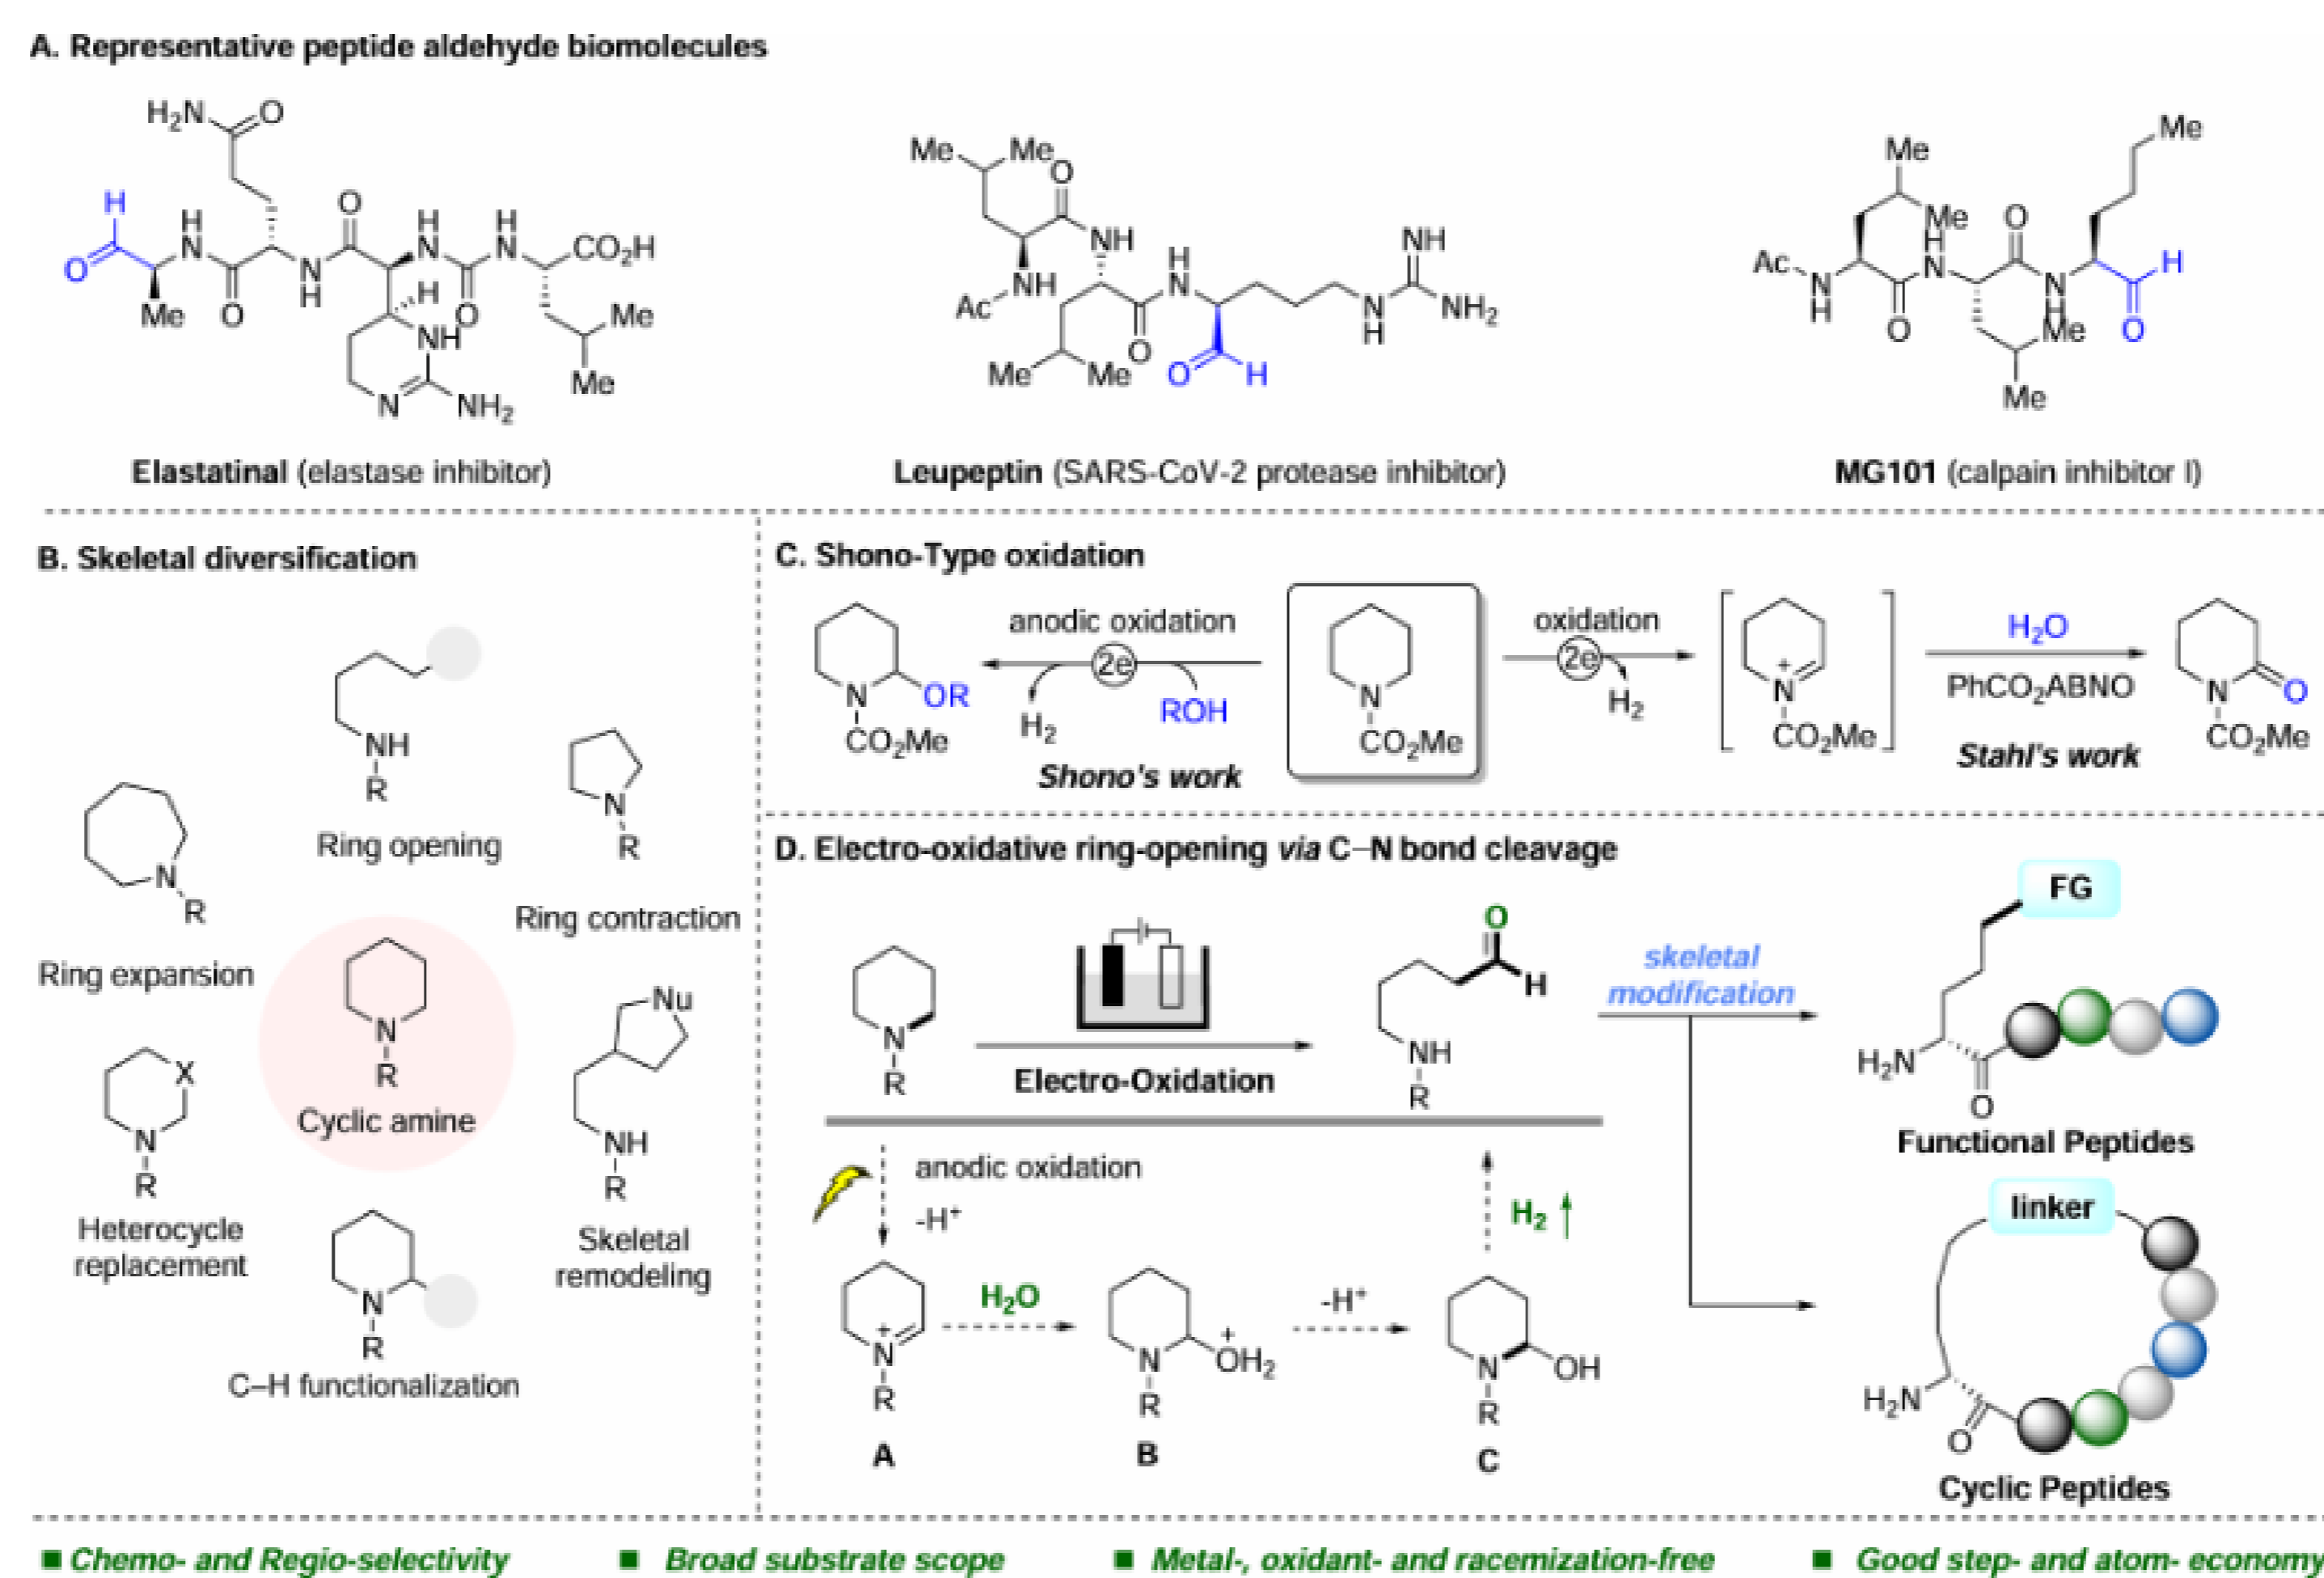 A. Representative peptide aldehyde biomolecules
H₂N O
H
O
H
N
O
N
H
O
H
N
O
H
N
CO₂H
Me
H
NH
N
NH₂
Me
Me
Me
Me
O
NH
Ac
NH
H
N
O
Me
Me
O
H
N
H
NH
NH₂
Me
Me
Me
O
Ac
N
H
O
H
N
N
H
Me
Me
H
O
Elastatinal (elastase inhibitor)
Leupeptin (SARS-CoV-2 protease inhibitor)
MG101 (calpain inhibitor I)
B. Skeletal diversification
NH
R
Ring opening
N
R
Ring contraction
N
R
Ring expansion
N
R
Cyclic amine
X
N
R
Heterocycle
replacement
Nu
NH
R
Skeletal
remodeling
N
R
C–H functionalization
C. Shono-Type oxidation
N
OR
CO₂Me
anodic oxidation
2e
H₂
ROH
Shono's work
N
CO₂Me
oxidation
2e
H₂
+
N
CO₂Me
H₂O
PhCO₂ABNO
Stahl's work
N
O
CO₂Me
D. Electro-oxidative ring-opening via C–N bond cleavage
N
R
Electro-Oxidation
O
H
NH
R
skeletal
modification
FG
H₂N
O
Functional Peptides
linker
H₂N
O
Cyclic Peptides
anodic oxidation
-H⁺
+
N
R
A
H₂O
N
R
+
OH₂
B
-H⁺
N
R
OH
C
H₂ ↑
■ Chemo- and Regio-selectivity ■ Broad substrate scope ■ Metal-, oxidant- and racemization-free ■ Good step- and atom- economy